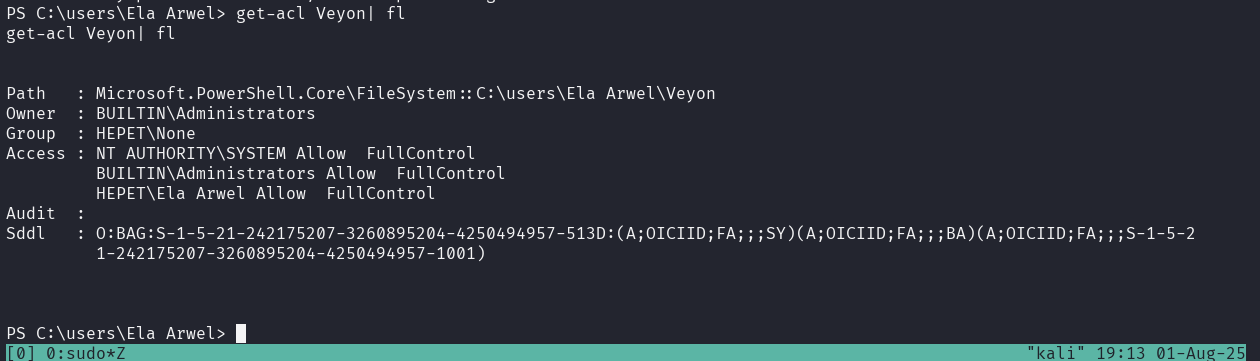 PS C:\users\Ela Arwel> get-acl Veyon| fl
get-acl Veyon| fl
Path   : Microsoft.PowerShell.Core\FileSystem::C:\users\Ela Arwel\Veyon
Owner  : BUILTIN\Administrators
Group  : HEPET\None
Access : NT AUTHORITY\SYSTEM Allow  FullControl
         BUILTIN\Administrators Allow  FullControl
         HEPET\Ela Arwel Allow  FullControl
Audit  :
Sddl   : O:BAG:S-1-5-21-242175207-3260895204-4250494957-513D:(A;OICIID;FA;;;SY)(A;OICIID;FA;;;BA)(A;OICIID;FA;;;S-1-5-2
         1-242175207-3260895204-4250494957-1001)
PS C:\users\Ela Arwel>
[0] 0:sudo*Z "kali" 19:13 01-Aug-25